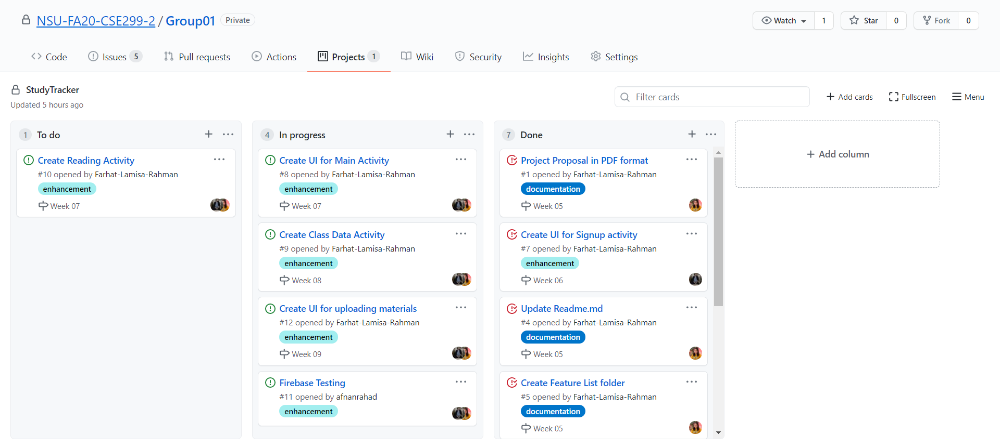 NSU-FA20-CSE299-2 / Group01 Private
Watch 1 Star 0 Fork 0
Code Issues 5 Pull requests Actions Projects 1 Wiki Security Insights Settings
StudyTracker
Updated 5 hours ago
Filter cards
+ Add cards Fullscreen Menu
1 To do
Create Reading Activity
#10 opened by Farhat-Lamisa-Rahman
enhancement
Week 07
4 In progress
Create UI for Main Activity
#8 opened by Farhat-Lamisa-Rahman
enhancement
Week 07
Create Class Data Activity
#9 opened by Farhat-Lamisa-Rahman
enhancement
Week 08
Create UI for uploading materials
#12 opened by Farhat-Lamisa-Rahman
enhancement
Week 09
Firebase Testing
#11 opened by afnanrahad
enhancement
7 Done
Project Proposal in PDF format
#1 opened by Farhat-Lamisa-Rahman
documentation
Week 05
Create UI for Signup activity
#7 opened by Farhat-Lamisa-Rahman
enhancement
Week 06
Update Readme.md
#4 opened by Farhat-Lamisa-Rahman
documentation
Week 05
Create Feature List folder
#5 opened by Farhat-Lamisa-Rahman
documentation
Week 05
+ Add column